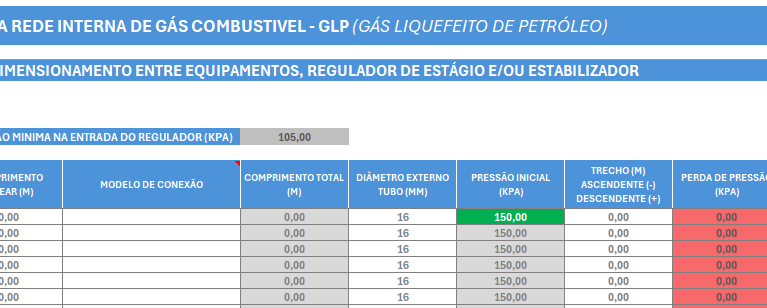 A REDE INTERNA DE GÁS COMBUSTIVEL - GLP (GÁS LIQUEFEITO DE PETRÓLEO)
IMENSIONAMENTO ENTRE EQUIPAMENTOS, REGULADOR DE ESTÁGIO E/OU ESTABILIZADOR
ÃO MINIMA NA ENTRADA DO REGULADOR (KPA) 105,00
PRIMENTO EAR (M) MODELO DE CONEXÃO COMPRIMENTO TOTAL (M) DIÂMETRO EXTERNO TUBO (MM) PRESSÃO INICIAL (KPA) TRECHO (M) ASCENDENTE (-) DESCENDENTE (+) PERDA DE PRESSÃO (KPA)
0,00 0,00 16 150,00 0,00 0,00
0,00 0,00 16 150,00 0,00 0,00
0,00 0,00 16 150,00 0,00 0,00
0,00 0,00 16 150,00 0,00 0,00
0,00 0,00 16 150,00 0,00 0,00
0,00 0,00 16 150,00 0,00 0,00